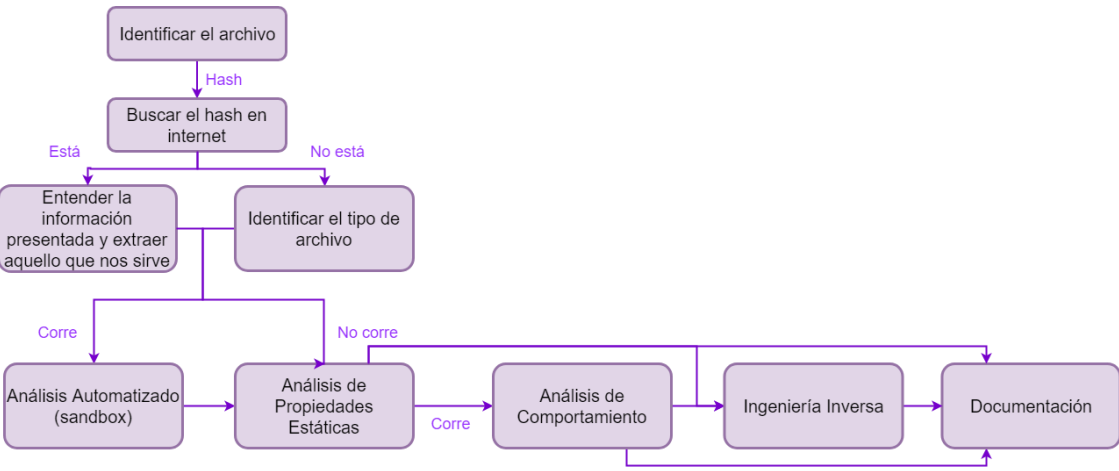 Identificar el archivo
Hash
Buscar el hash en
internet
Está
No está
Entender la
información
presentada y extraer
aquello que nos sirve
Identificar el tipo de
archivo
Corre
No corre
Análisis Automatizado
(sandbox)
Análisis de
Propiedades
Estáticas
Corre
Análisis de
Comportamiento
Ingeniería Inversa
Documentación